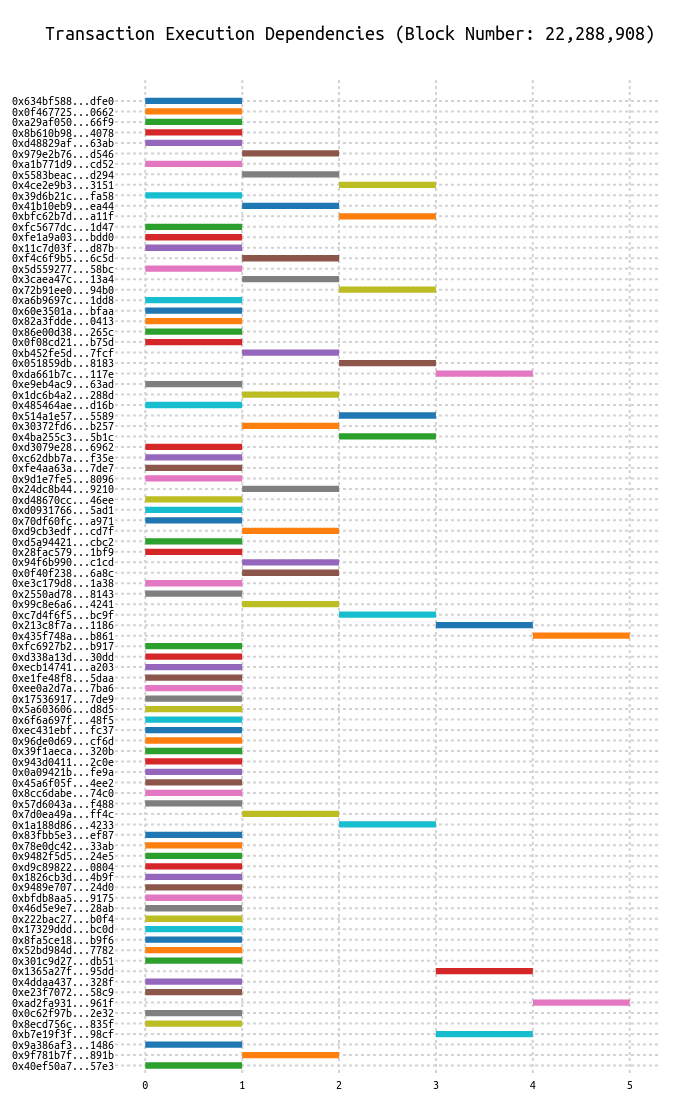 Transaction Execution Dependencies (Block Number: 22,288,908)
0x634bf588...dfe0
0x0f467725...0662
0xa29af050...66f9
0x8b610b98...4078
0xd48829af...63ab
0x979e2b76...d546
0xa1b771d9...cd52
0x5583beac...d294
0x4ce2e9b3...3151
0x39d6b21c...fa58
0x41b10eb9...ea44
0xbfc62b7d...a11f
0xfc5677dc...1d47
0xfe1a9a03...bdd0
0x11c7d03f...d87b
0xf4c6f9b5...6c5d
0x5d559277...58bc
0x3caea47c...13a4
0x72b91ee0...94b0
0xa6b9697c...1dd8
0x60e3501a...bfaa
0x82a3fdde...0413
0x86e00d38...265c
0x0f08cd21...b75d
0xb452fe5d...7fcf
0x051859db...8183
0xda661b7c...117e
0xe9eb4ac9...63ad
0x1dc6b4a2...288d
0x485464ae...d16b
0x514a1e57...5589
0x30372fd6...b257
0x4ba255c3...5b1c
0xd3079e28...6962
0xc62dbb7a...f35e
0xfe4aa63a...7de7
0x9d1e7fe5...8096
0x24dc8b44...9210
0xd48670cc...46ee
0xd0931766...5ad1
0x70df60fc...a971
0xd9cb3edf...cd7f
0xd5a94421...cbc2
0x28fac579...1bf9
0x94f6b990...c1cd
0x0f40f238...6a8c
0xe3c179d8...1a38
0x2550ad78...8143
0x99c8e6a6...4241
0xc7d4f6f5...bc9f
0x213c8f7a...1186
0x435f748a...b861
0xfc6927b2...b917
0xd338a13d...30dd
0xecb14741...a203
0xe1fe48f8...5daa
0xee0a2d7a...7ba6
0x17536917...7de9
0x5a603606...d8d5
0x6f6a697f...48f5
0xec431ebf...fc37
0x96de0d69...cf6d
0x39f1aeca...320b
0x943d0411...2c0e
0x0a09421b...fe9a
0x45a6f05f...4ee2
0x8cc6dabe...74c0
0x57d6043a...f488
0x7d0ea49a...ff4c
0x1a188d86...4233
0x83fbb5e3...ef87
0x78e0dc42...33ab
0x9482f5d5...24e5
0xd9c89822...0804
0x1826cb3d...4b9f
0x9489e707...24d0
0xbfdb8aa5...9175
0x46d5e9e7...28ab
0x222bac27...b0f4
0x17329ddd...bc0d
0x8fa5ce18...b9f6
0x52bd984d...7782
0x301c9d27...db51
0x1365a27f...95dd
0x4ddaa437...328f
0xe23f7072...58c9
0xad2fa931...961f
0x0c62f97b...2e32
0x8ecd756c...835f
0xb7e19f3f...98cf
0x9a386af3...1486
0x9f781b7f...891b
0x40ef50a7...57e3
0 1 2 3 4 5